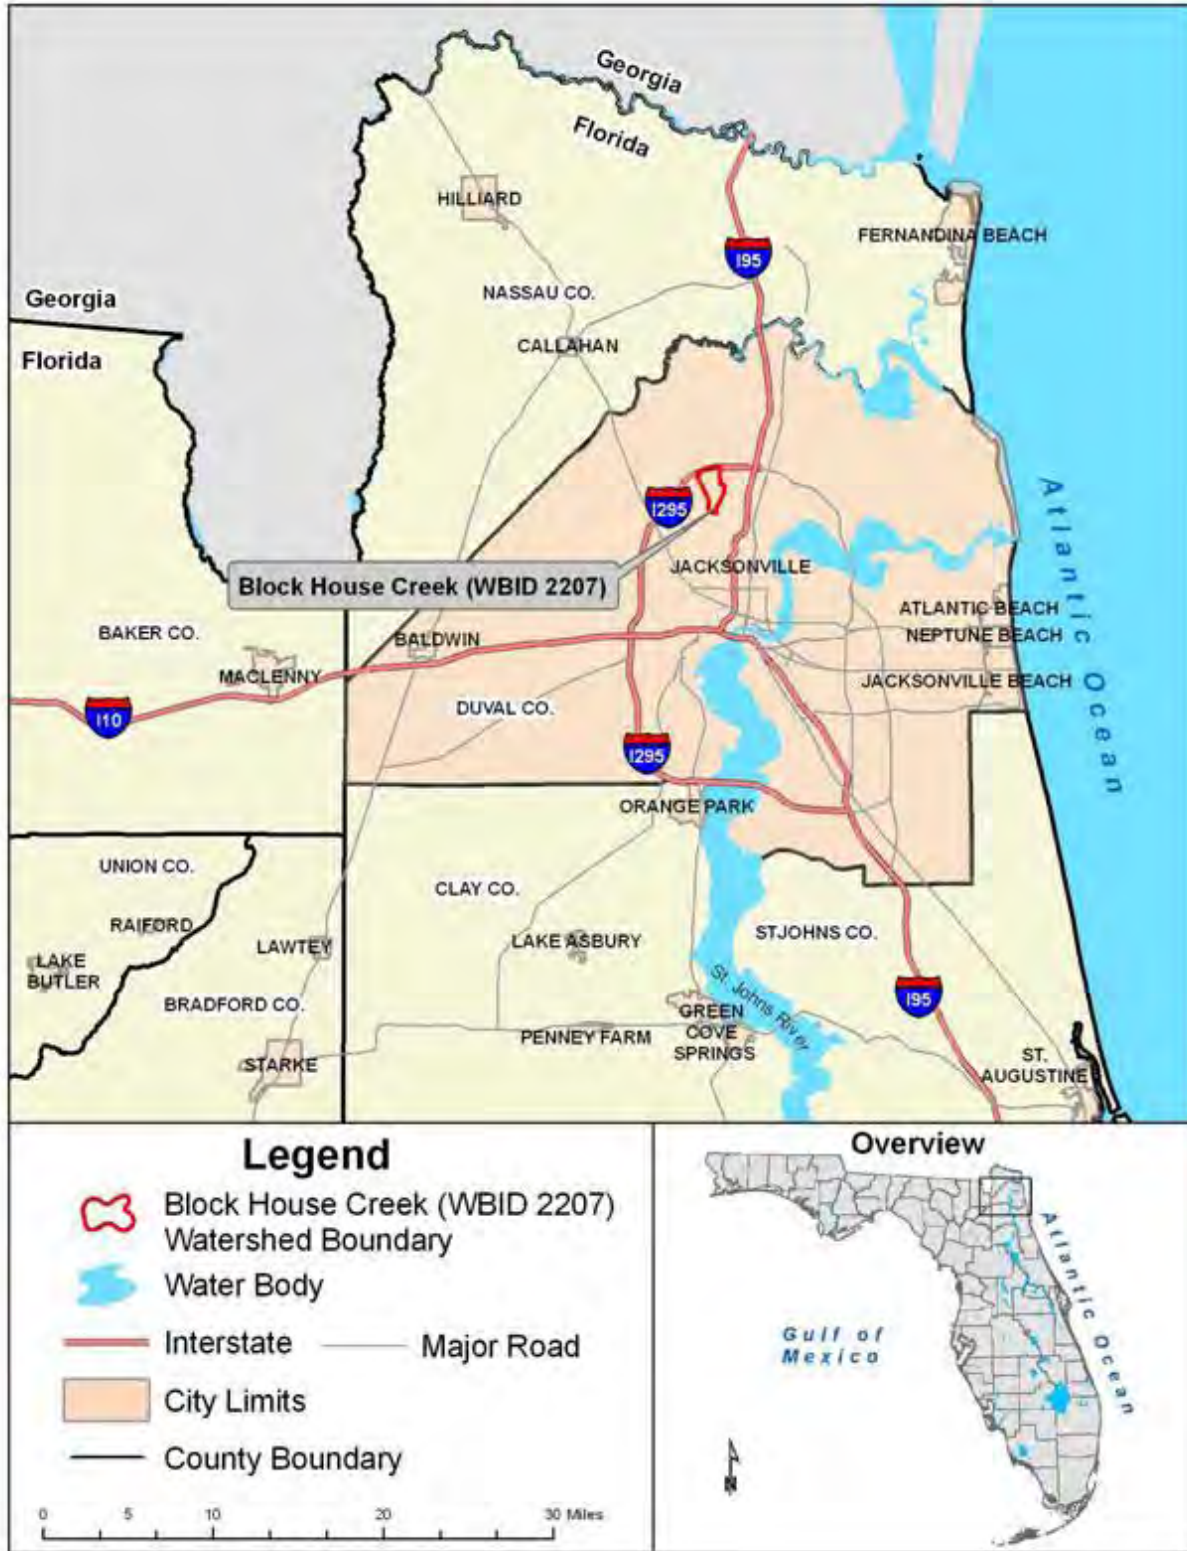 Georgia
Florida
HILLIARD
FERNANDINA BEACH
I95
NASSAU CO.
Georgia
Florida
CALLAHAN
I295
Block House Creek (WBID 2207)
JACKSONVILLE
Atlantic Ocean
ATLANTIC BEACH
NEPTUNE BEACH
JACKSONVILLE BEACH
BAKER CO.
BALDWIN
MACLENNY
I10
DUVAL CO.
I295
ORANGE PARK
UNION CO.
CLAY CO.
RAIFORD
LAWTEY
LAKE ASBURY
STJOHNS CO.
LAKE
BUTLER
BRADFORD CO.
St. Johns River
I95
GREEN
COVE
SPRINGS
PENNEY FARM
STARKE
ST.
AUGUSTINE
Legend
Block House Creek (WBID 2207)
Watershed Boundary
Water Body
Interstate
Major Road
City Limits
County Boundary
0 5 10 20 30 Miles
Overview
Gulf of
Mexico
Atlantic Ocean
N